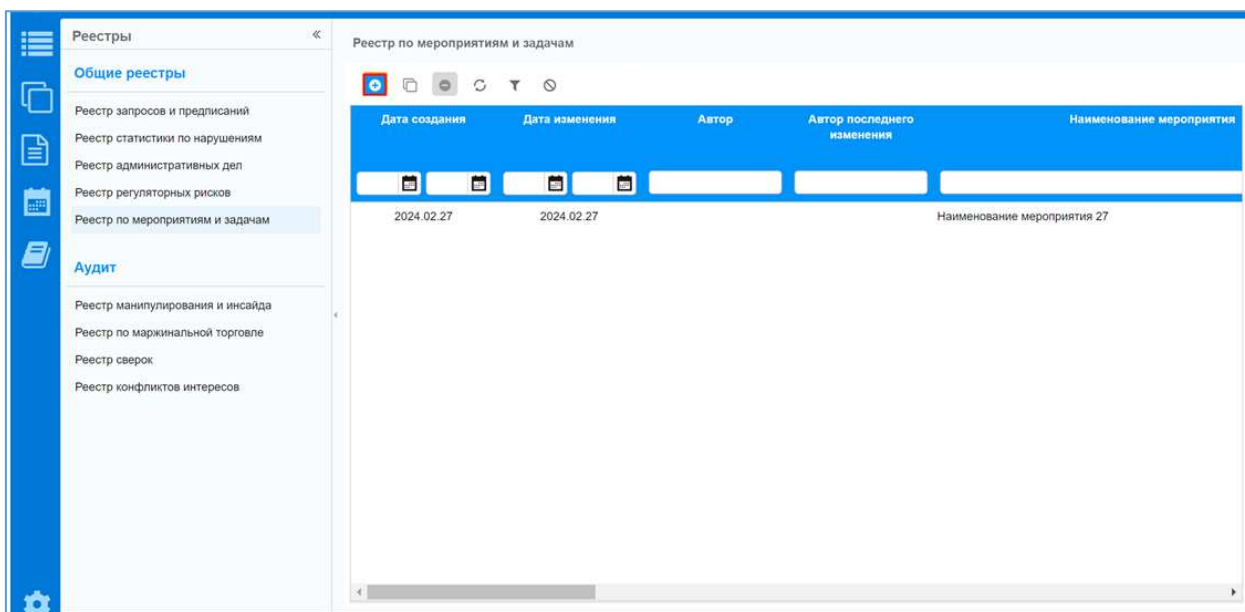 Реестры
Общие реестры
Реестр запросов и предписаний
Реестр статистики по нарушениям
Реестр административных дел
Реестр регуляторных рисков
Реестр по мероприятиям и задачам
Аудит
Реестр манипулирования и инсайда
Реестр по маржинальной торговле
Реестр сверок
Реестр конфликтов интересов
Реестр по мероприятиям и задачам
Дата создания Дата изменения Автор Автор последнего Наименование мероприятия
изменения
2024.02.27 2024.02.27 Наименование мероприятия 27